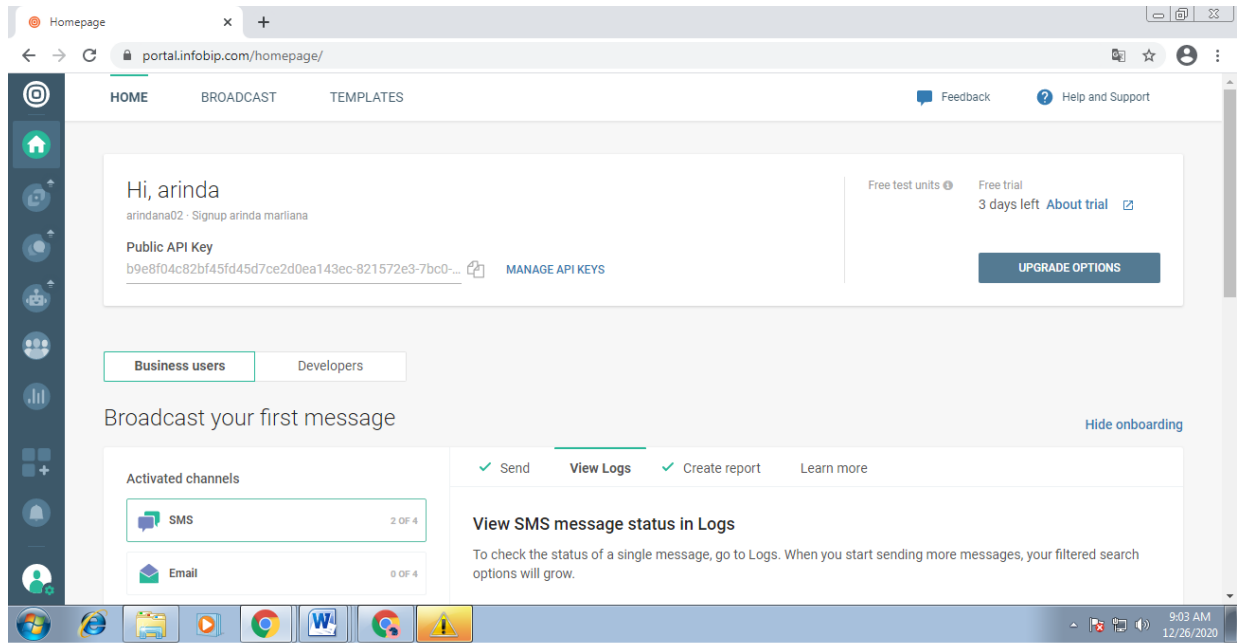 Homepage
portal.infobip.com/homepage/
HOME BROADCAST TEMPLATES Feedback Help and Support
Hi, arinda
Free test units Free trial
arindana02 · Signup arinda marliana
3 days left About trial
Public API Key
b9e8f04c82bf45fd45d7ce2d0ea143ec-821572e3-7bc0-... MANAGE API KEYS
UPGRADE OPTIONS
Business users Developers
Broadcast your first message
Hide onboarding
Activated channels
Send View Logs Create report Learn more
SMS 2 OF 4
View SMS message status in Logs
To check the status of a single message, go to Logs. When you start sending more messages, your filtered search
options will grow.
Email 0 OF 4
9:03 AM
12/26/2020